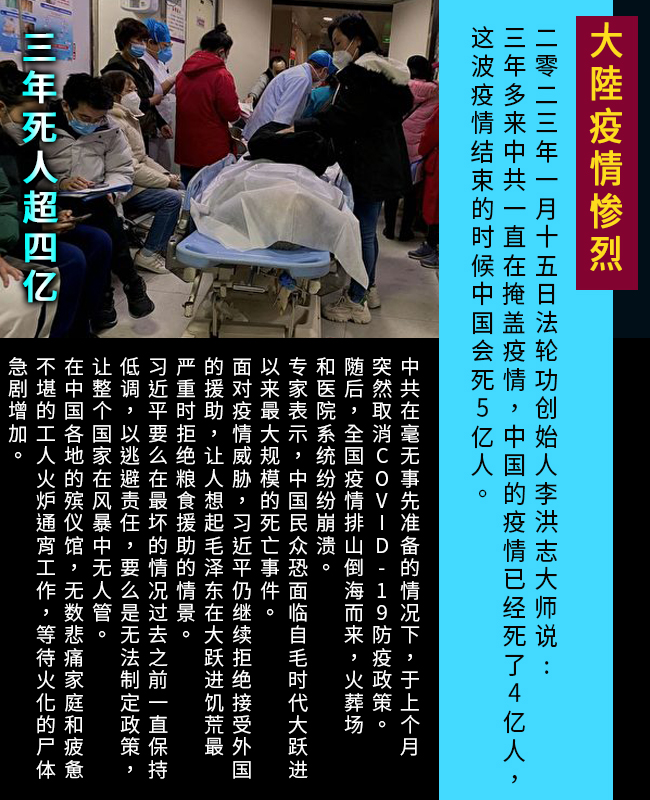 大陸疫情惨烈
二零二三年一月十五日法轮功创始人李洪志大师说：
三年多来中共一直在掩盖疫情，中国的疫情已经死了4亿人，
这波疫情结束的时候中国会死5亿人。
三年死人超四亿
中共在毫无事先准备的情况下，于上个月
突然取消COVID-19防疫政策。
随后，全国疫情排山倒海而来，火葬场
和医院系统纷纷崩溃。
专家表示，中国民众恐面临自毛时代大跃进
以来最大规模的死亡事件。
面对疫情威胁，习近平仍继续拒绝接受外国
的援助，让人想起毛泽东在大跃进饥荒最
严重时拒绝粮食援助的情景。
习近平要么在最坏的情况过去之前一直保持
低调，以逃避责任，要么是无法制定政策，
让整个国家在风暴中无人管。
在中国各地的殡仪馆，无数悲痛家庭和疲惫
不堪的工人火炉通宵工作，等待火化的尸体
急剧增加。